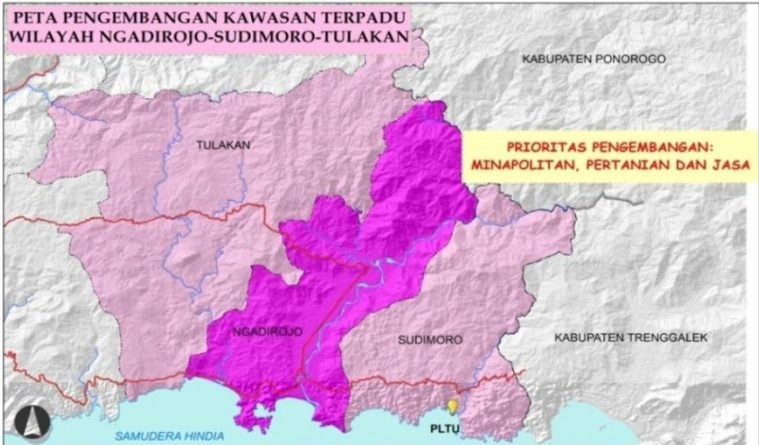 PETA PENGEMBANGAN KAWASAN TERPADU
WILAYAH NGADIROJO-SUDIMORO-TULAKAN
KABUPATEN PONOROGO
TULAKAN
PRIORITAS PENGEMBANGAN:
MINAPOLITAN, PERTANIAN DAN JASA
NGADIROJO
SUDIMORO
KABUPATEN TRENGGALEK
PLTU
SAMUDERA HINDIA